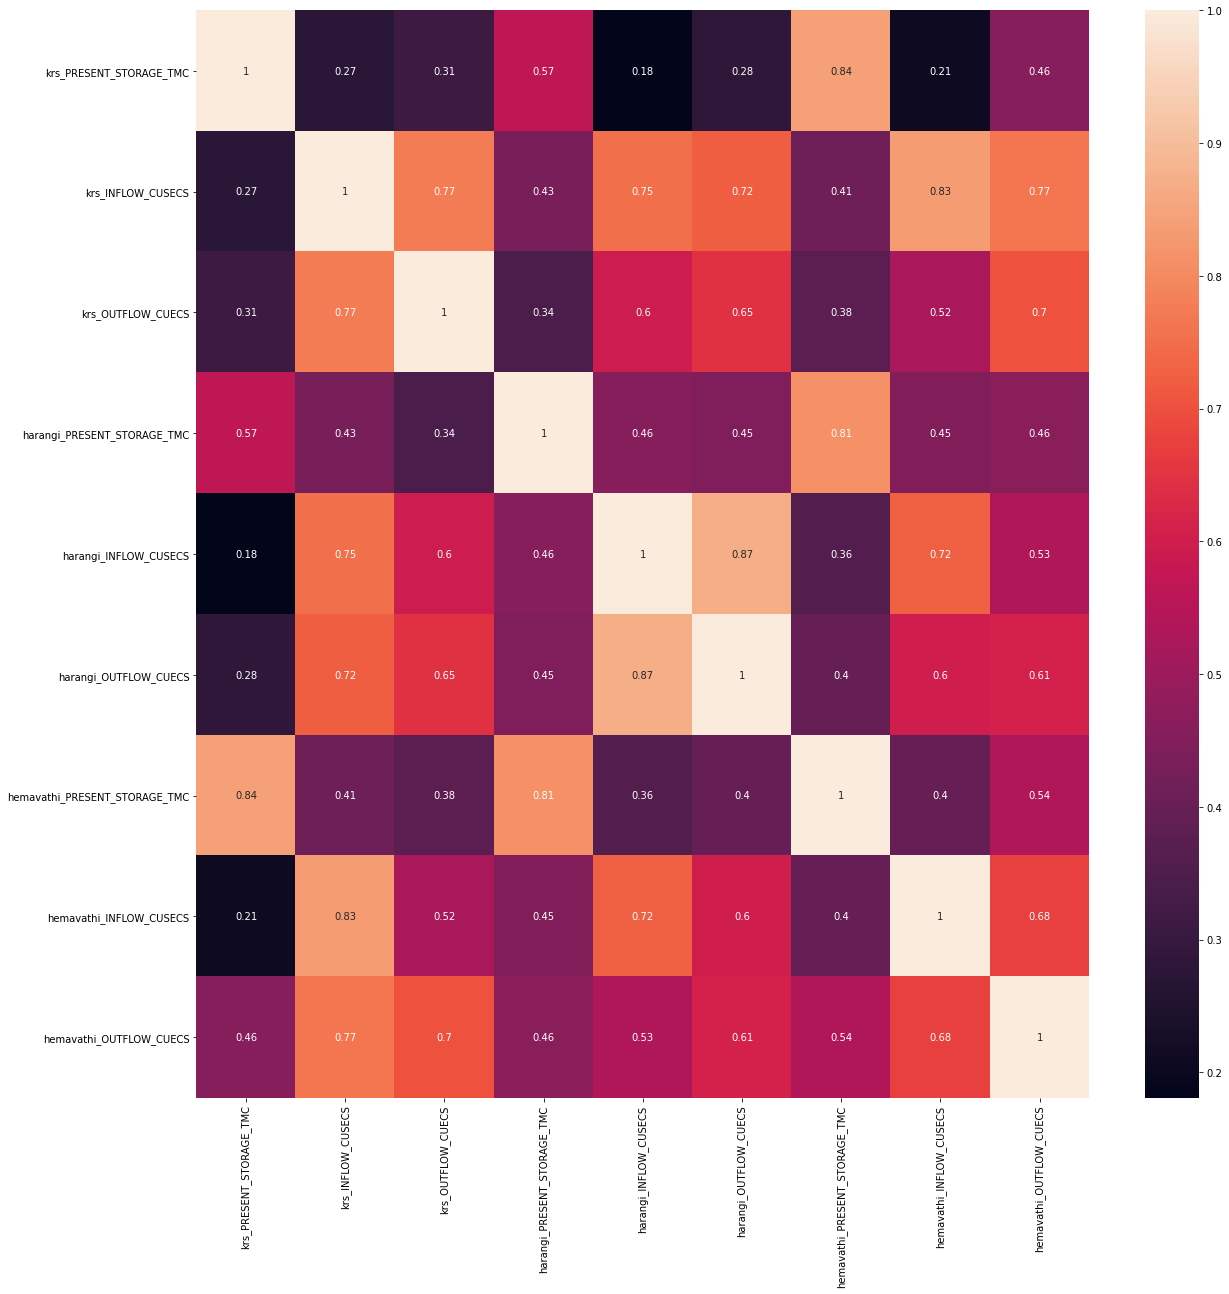 krs_PRESENT_STORAGE_TMC 1 0.27 0.31 0.57 0.18 0.28 0.84 0.21 0.46
krs_INFLOW_CUSECS 0.27 1 0.77 0.43 0.75 0.72 0.41 0.83 0.77
krs_OUTFLOW_CUECS 0.31 0.77 1 0.34 0.6 0.65 0.38 0.52 0.7
harangi_PRESENT_STORAGE_TMC 0.57 0.43 0.34 1 0.46 0.45 0.81 0.45 0.46
harangi_INFLOW_CUSECS 0.18 0.75 0.6 0.46 1 0.87 0.36 0.72 0.53
harangi_OUTFLOW_CUECS 0.28 0.72 0.65 0.45 0.87 1 0.4 0.6 0.61
hemavathi_PRESENT_STORAGE_TMC 0.84 0.41 0.38 0.81 0.36 0.4 1 0.4 0.54
hemavathi_INFLOW_CUSECS 0.21 0.83 0.52 0.45 0.72 0.6 0.4 1 0.68
hemavathi_OUTFLOW_CUECS 0.46 0.77 0.7 0.46 0.53 0.61 0.54 0.68 1
krs_PRESENT_STORAGE_TMC
krs_INFLOW_CUSECS
krs_OUTFLOW_CUECS
harangi_PRESENT_STORAGE_TMC
harangi_INFLOW_CUSECS
harangi_OUTFLOW_CUECS
hemavathi_PRESENT_STORAGE_TMC
hemavathi_INFLOW_CUSECS
hemavathi_OUTFLOW_CUECS
1.0
0.9
0.8
0.7
0.6
0.5
0.4
0.3
0.2